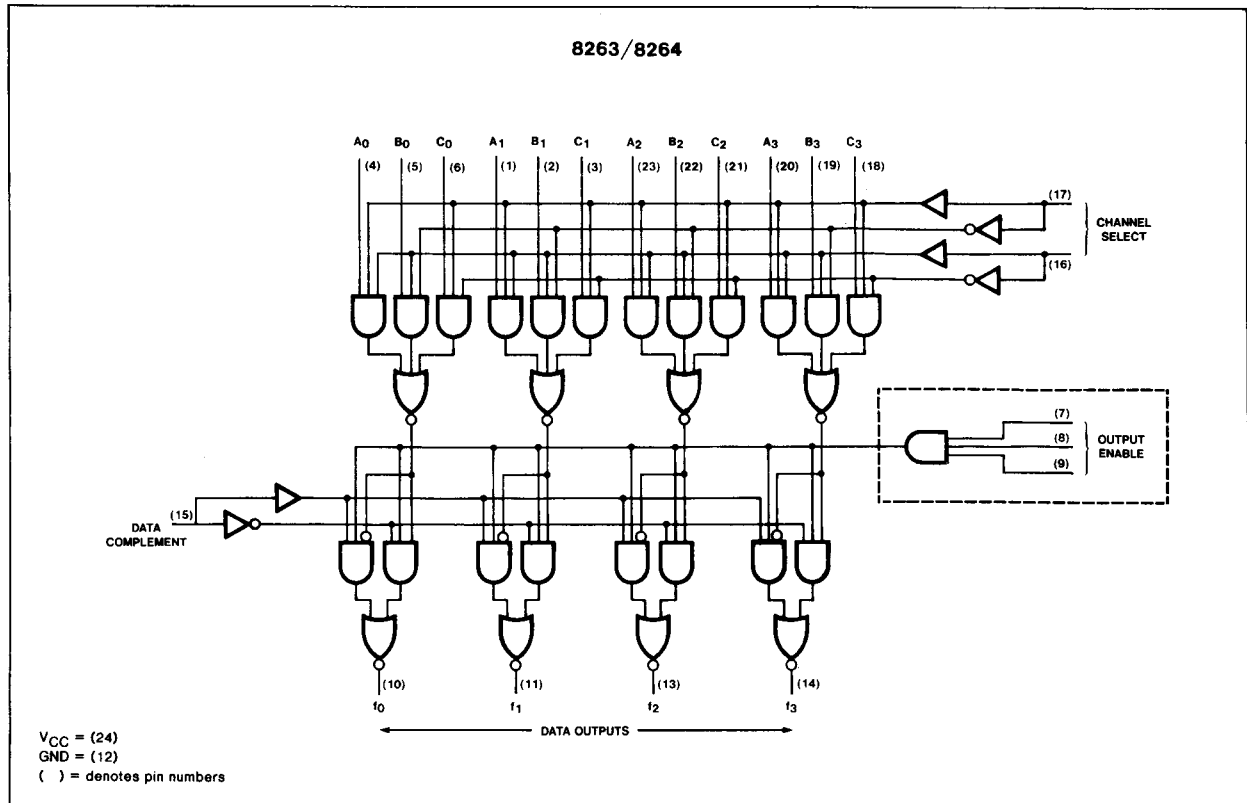 8263/8264
A0 B0 C0 A1 B1 C1 A2 B2 C2 A3 B3 C3
(4) (5) (6) (1) (2) (3) (23) (22) (21) (20) (19) (18)
(17)
CHANNEL
SELECT
(16)
(7)
(8)
(9)
OUTPUT
ENABLE
(15)
DATA
COMPLEMENT
(10) (11) (13) (14)
f0 f1 f2 f3
DATA OUTPUTS
VCC = (24)
GND = (12)
( ) = denotes pin numbers